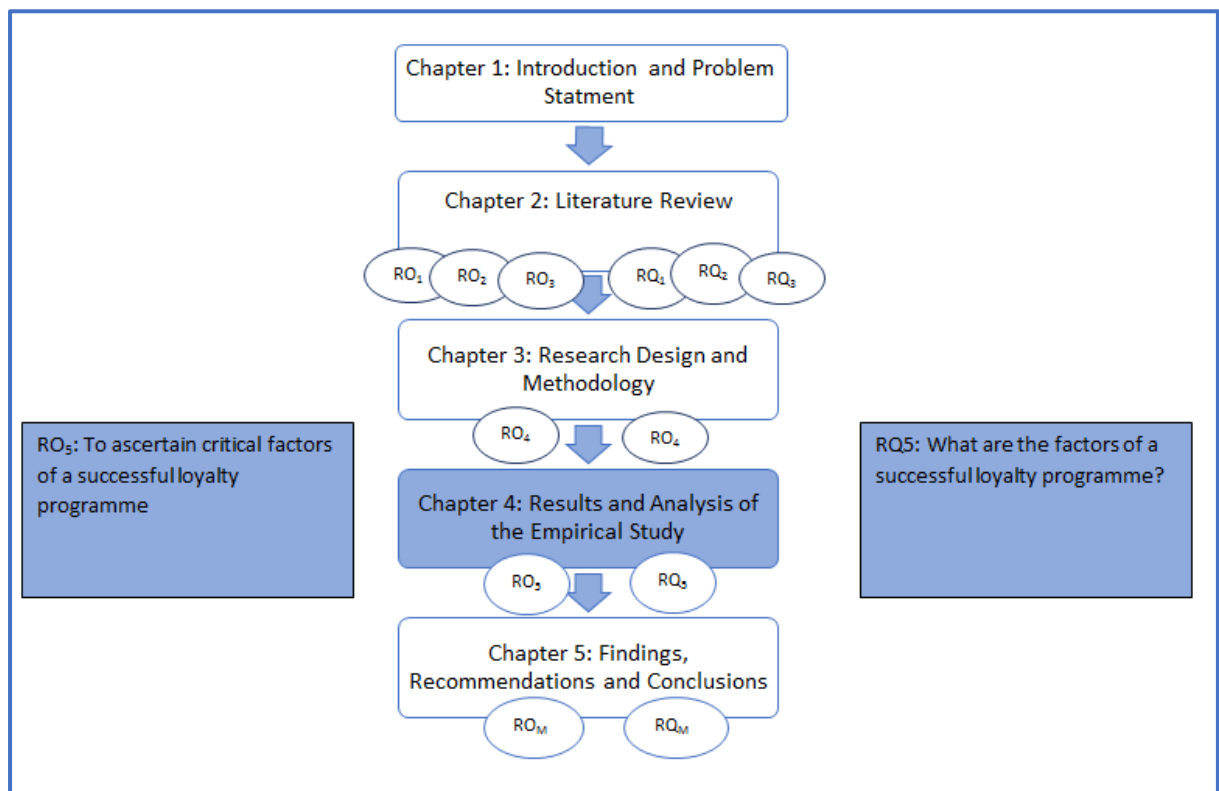 Chapter 1: Introduction and Problem
Statment
Chapter 2: Literature Review
RO₁
RO₂
RO₃
RQ₁
RQ₂
RQ₃
Chapter 3: Research Design and
Methodology
RO₄
RO₄
RO₅: To ascertain critical factors
of a successful loyalty
programme
Chapter 4: Results and Analysis of
the Empirical Study
RQ5: What are the factors of a
successful loyalty programme?
RO₅
RQ₅
Chapter 5: Findings,
Recommendations and Conclusions
RO_M
RQ_M